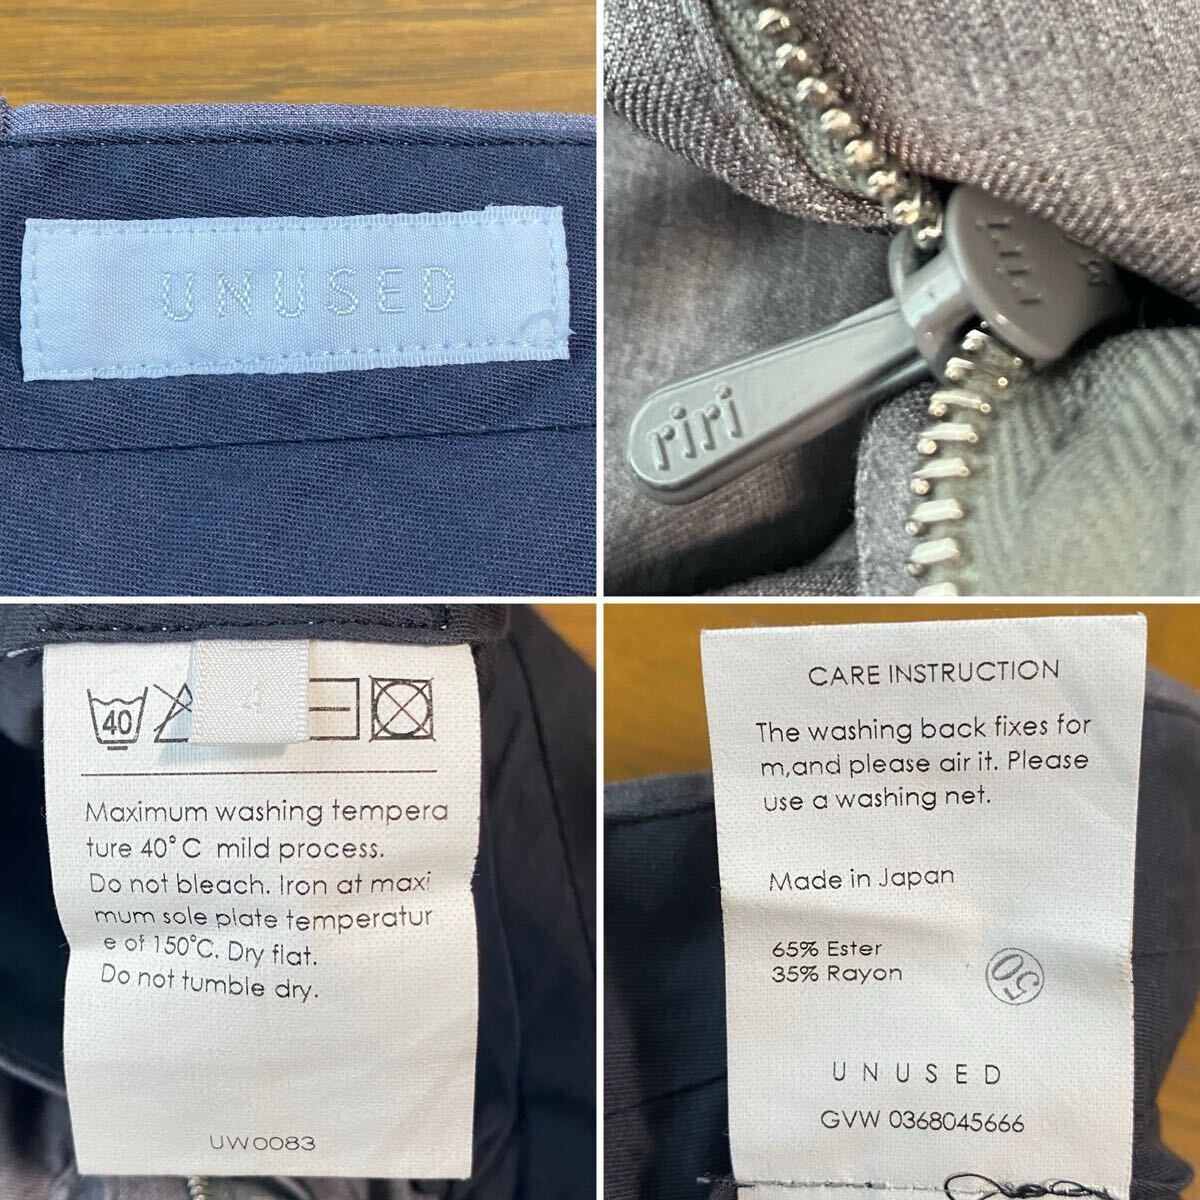 UNUSED
riri
riri
40
Maximum washing tempera
ture 40°C mild process.
Do not bleach. Iron at maxi
mum sole plate temperatur
e of 150°C. Dry flat.
Do not tumble dry.
UW0083
CARE INSTRUCTION
The washing back fixes for
m,and please air it. Please
use a washing net.
Made in Japan
65% Ester
35% Rayon
50
UNUSED
GVW 0368045666